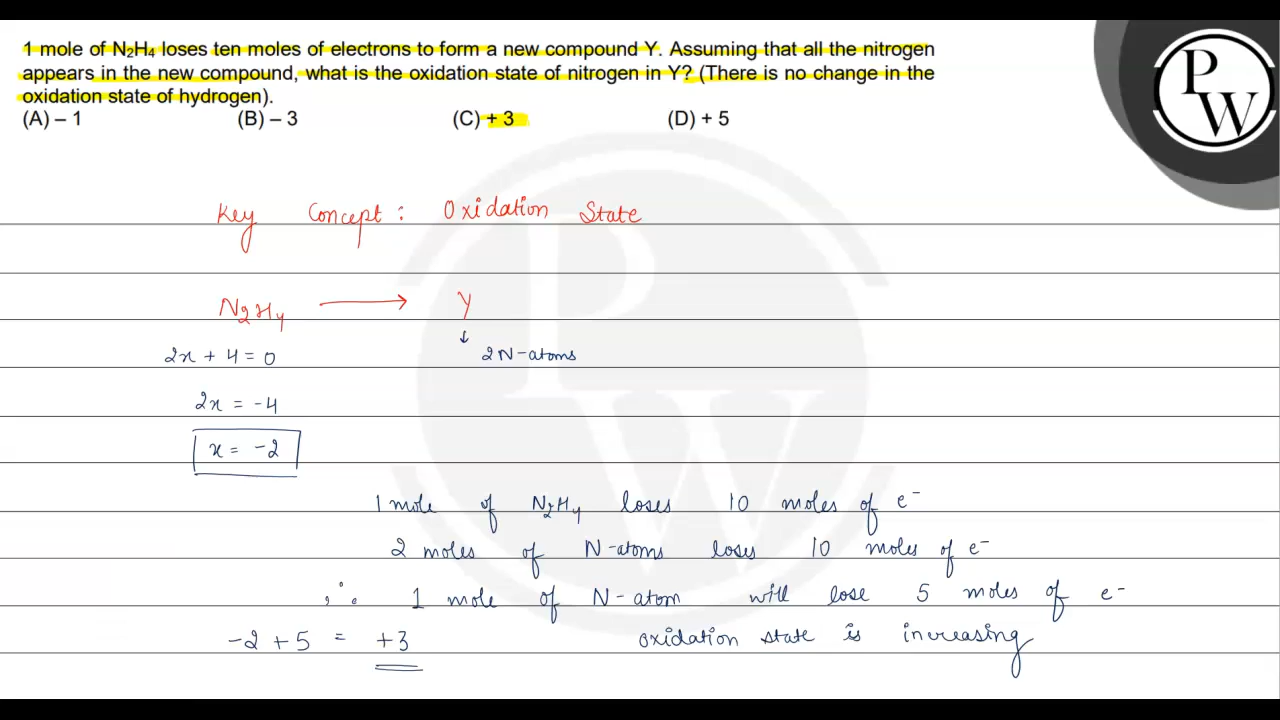 1 mole of N₂H₄ loses ten moles of electrons to form a new compound Y. Assuming that all the nitrogen
appears in the new compound, what is the oxidation state of nitrogen in Y? (There is no change in the
oxidation state of hydrogen).
(A) – 1 (B) – 3 (C) + 3 (D) + 5
P
W
Key Concept : Oxidation State
N₂H₄ ⟶ Y
↓
2x + 4 = 0 2N-atoms
2x = -4
x = -2
1 mole of N₂H₄ loses 10 moles of e⁻
2 moles of N-atoms loses 10 moles of e⁻
∴ 1 mole of N-atom will lose 5 moles of e⁻
-2 + 5 = +3 oxidation state is increasing